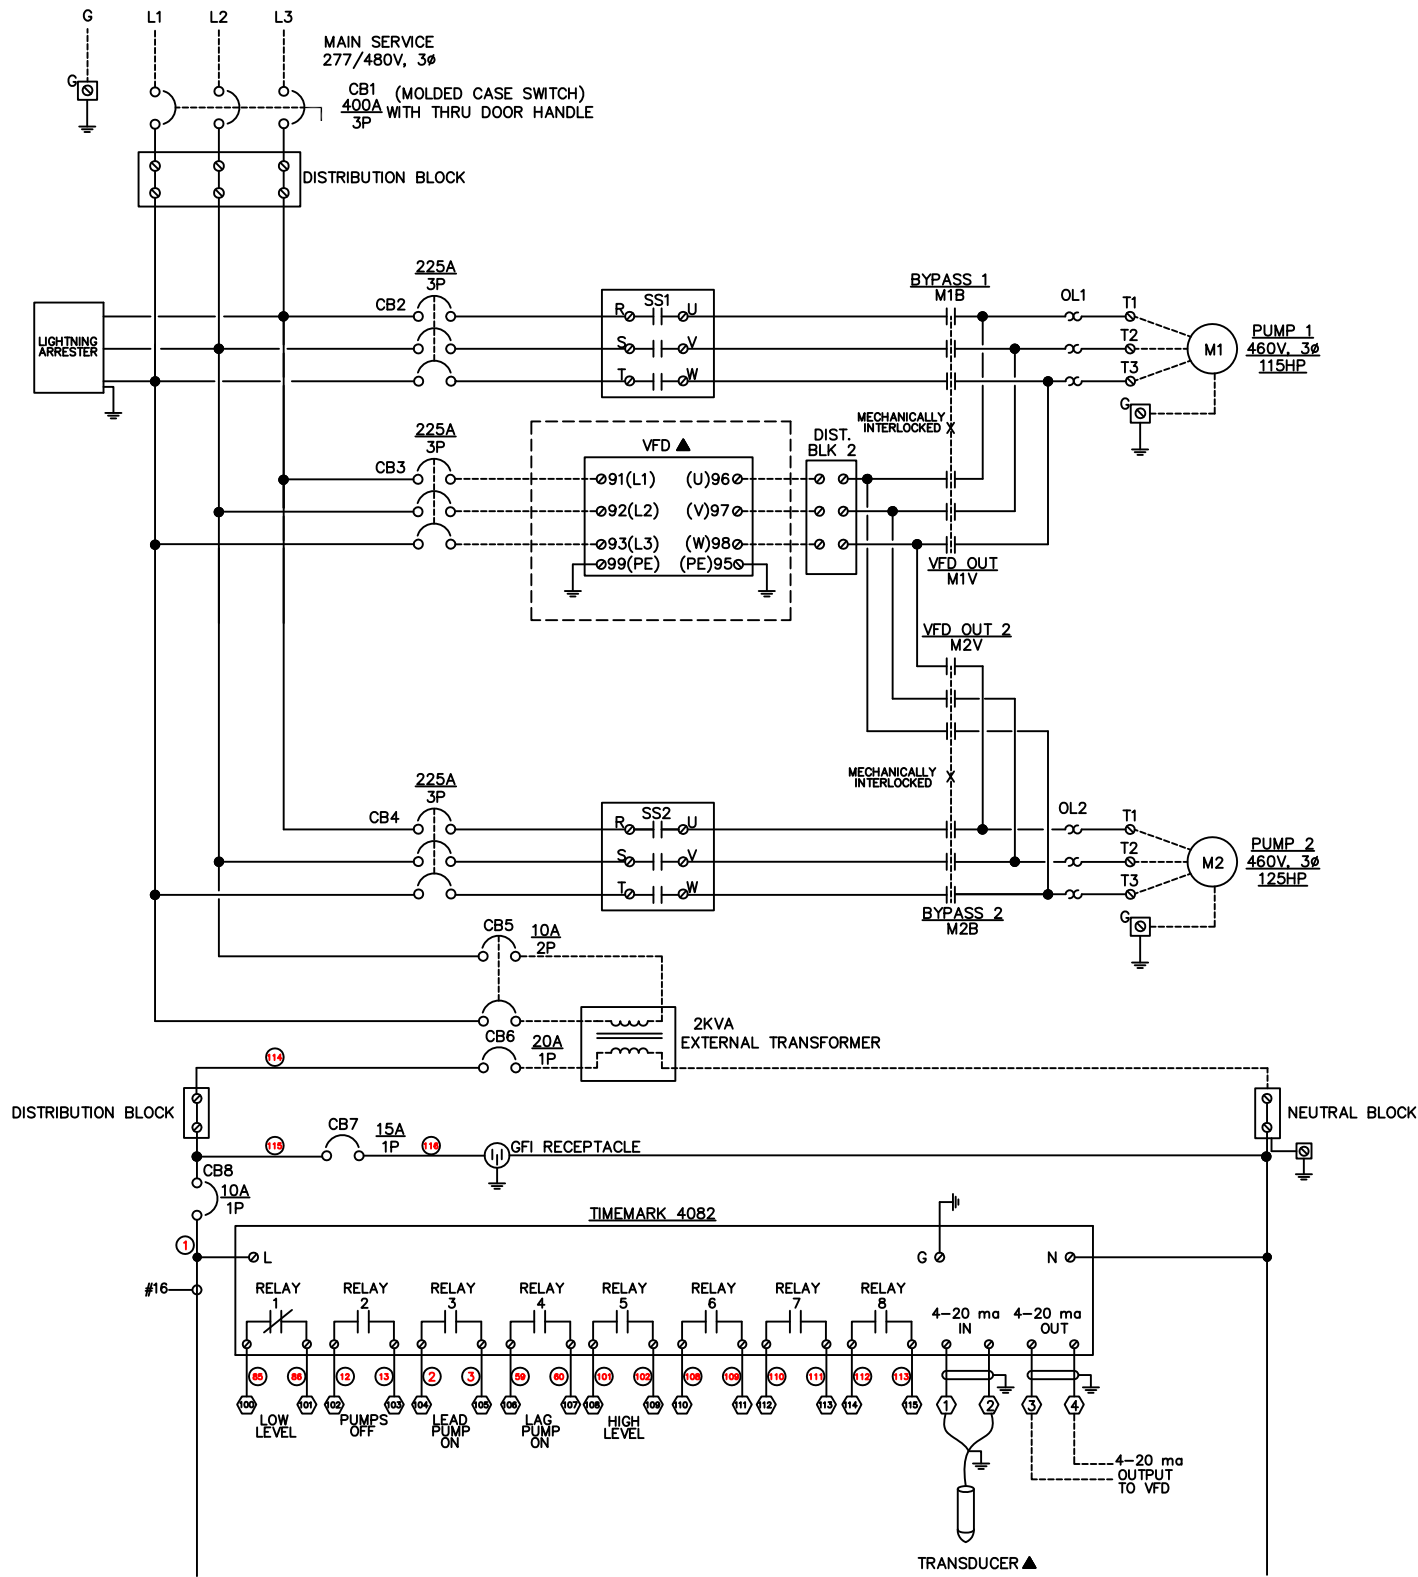 G L1 L2 L3
MAIN SERVICE
277/480V, 3ø
G
CB1 (MOLDED CASE SWITCH)
400A WITH THRU DOOR HANDLE
3P
DISTRIBUTION BLOCK
LIGHTNING
ARRESTER
225A
3P
CB2
SS1
R U
S V
T W
BYPASS 1
M1B
OL1
T1
T2
T3
M1
G
PUMP 1
460V, 3ø
115HP
MECHANICALLY
INTERLOCKED
225A
3P
CB3
VFD ▲
91(L1) (U)96
92(L2) (V)97
93(L3) (W)98
99(PE) (PE)95
DIST.
BLK 2
VFD OUT
M1V
VFD OUT 2
M2V
MECHANICALLY
INTERLOCKED
225A
3P
CB4
SS2
R U
S V
T W
BYPASS 2
M2B
OL2
T1
T2
T3
M2
G
PUMP 2
460V, 3ø
125HP
CB5 10A
2P
CB6 20A
1P
2KVA
EXTERNAL TRANSFORMER
114
DISTRIBUTION BLOCK
NEUTRAL BLOCK
115
CB7 15A
1P
116
GFI RECEPTACLE
CB8
10A
1P
1
#16
TIMEMARK 4082
L G N
RELAY RELAY RELAY RELAY RELAY RELAY RELAY RELAY
1 2 3 4 5 6 7 8
4-20 ma 4-20 ma
IN OUT
85 86 12 13 2 3 59 60 101 102 108 109 110 111 112 113
100 101 102 103 104 105 106 107 108 109 110 111 112 113 114 115 1 2 3 4
LOW
LEVEL
PUMPS
OFF
LEAD
PUMP
ON
LAG
PUMP
ON
HIGH
LEVEL
4-20 ma
OUTPUT
TO VFD
TRANSDUCER ▲